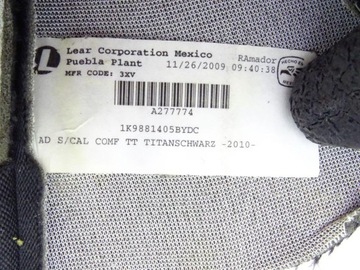 Lear Corporation Mexico
RAmador
Puebla Plant 11/26/2009 09:40:38
MFR CODE: 3XV
A277774
1K9881405BYDC
AD S/CAL COMF TT TITANSCHWARZ -2010-